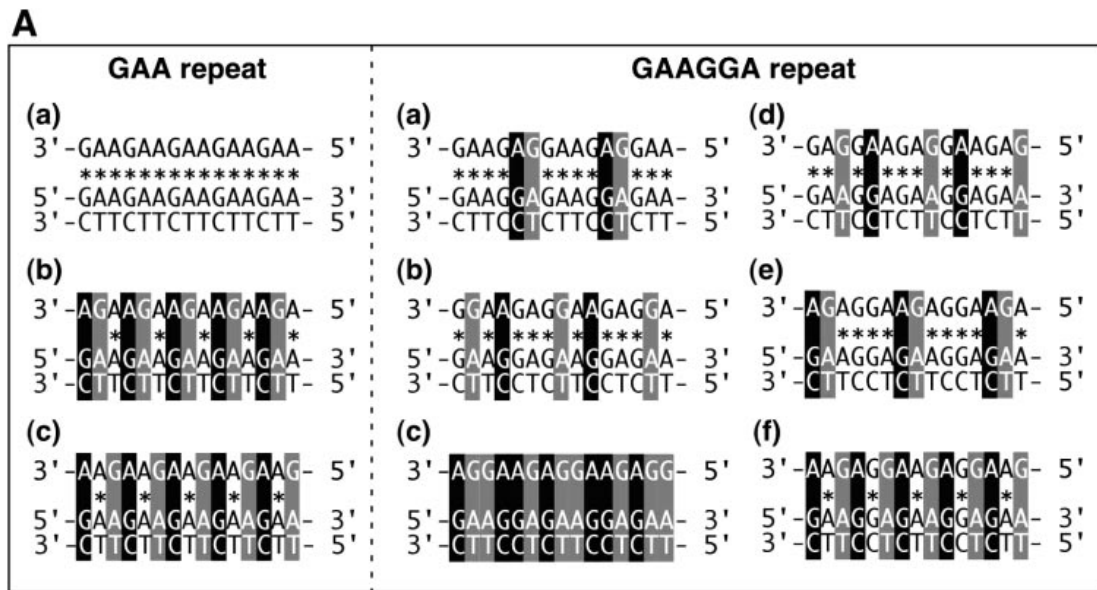 A
GAA repeat
(a)
3'-GAAGAAGAAGAAGAA- 5'
***************
5'-GAAGAAGAAGAAGAA- 3'
3'-CTTCTTCTTCTTCTT- 5'
(b)
3'-AGAAGAAGAAGAAGA- 5'
* * * * *
5'-GAAGAAGAAGAAGAA- 3'
3'-CTTCTTCTTCTTCTT- 5'
(c)
3'-AAGAAGAAGAAGAAG- 5'
* * * * *
5'-GAAGAAGAAGAAGAA- 3'
3'-CTTCTTCTTCTTCTT- 5'
GAAGGA repeat
(a)
3'-GAAGAGGAAGAGGAA- 5'
**** **** ***
5'-GAAGGAGAAGGAGAA- 3'
3'-CTTCCTCTTCCTCTT- 5'
(b)
3'-GGAAGAGGAAGAGGA- 5'
* * *** * *** *
5'-GAAGGAGAAGGAGAA- 3'
3'-CTTCCTCTTCCTCTT- 5'
(c)
3'-AGGAAGAGGAAGAGG- 5'
5'-GAAGGAGAAGGAGAA- 3'
3'-CTTCCTCTTCCTCTT- 5'
(d)
3'-GAGGAAGAGGAAGAG- 5'
** * *** * ***
5'-GAAGGAGAAGGAGAA- 3'
3'-CTTCCTCTTCCTCTT- 5'
(e)
3'-AGAGGAAGAGGAAGA- 5'
**** **** *
5'-GAAGGAGAAGGAGAA- 3'
3'-CTTCCTCTTCCTCTT- 5'
(f)
3'-AAGAGGAAGAGGAAG- 5'
* * * * *
5'-GAAGGAGAAGGAGAA- 3'
3'-CTTCCTCTTCCTCTT- 5'